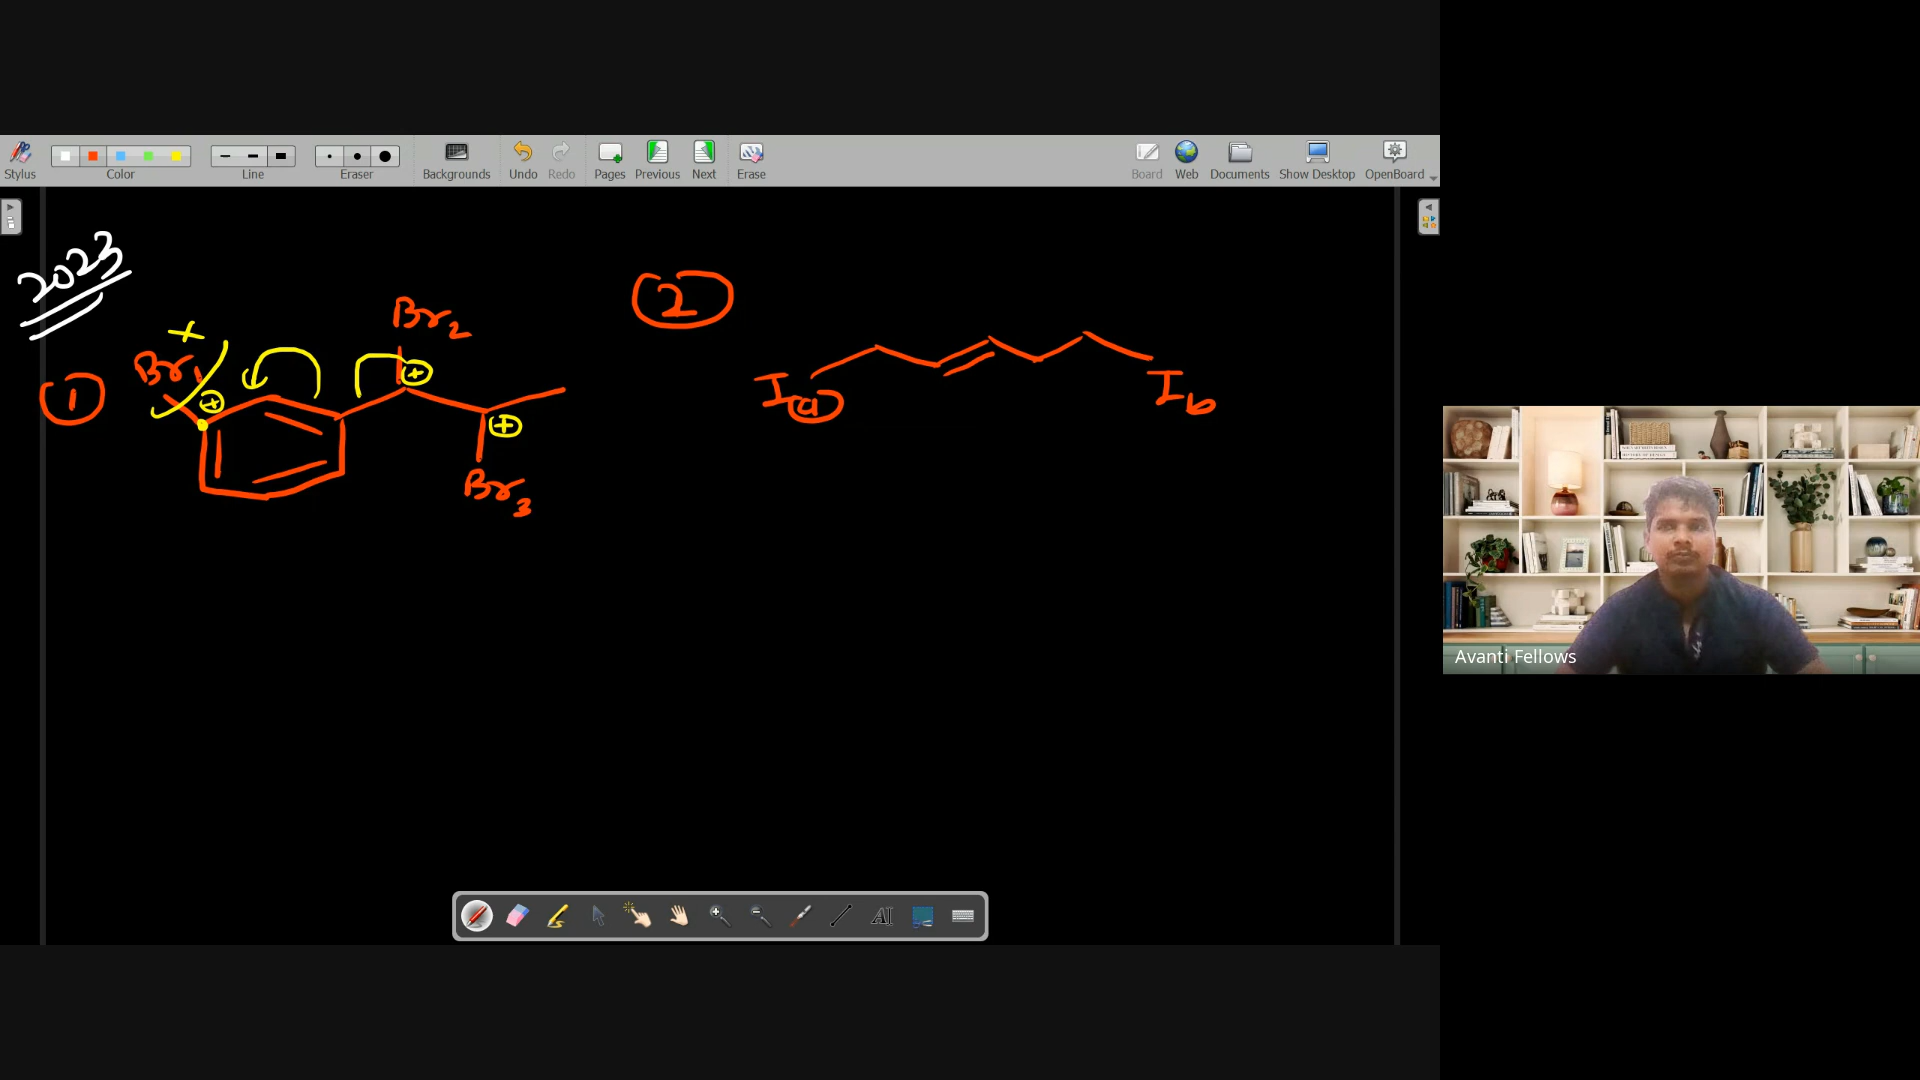 Stylus
Color
Line
Eraser
Backgrounds
Undo
Redo
Pages
Previous
Next
Erase
Board
Web
Documents
Show Desktop
OpenBoard
2023
1
Br1
Br2
Br3
+
+
+
+
2
I(a)
Ib
Avanti Fellows